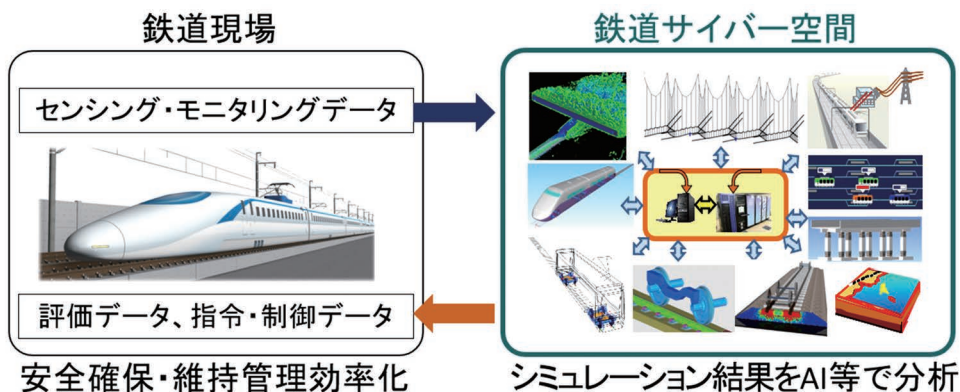 鉄道現場
鉄道サイバー空間
センシング・モニタリングデータ
評価データ、指令・制御データ
安全確保・維持管理効率化
シミュレーション結果をAI等で分析